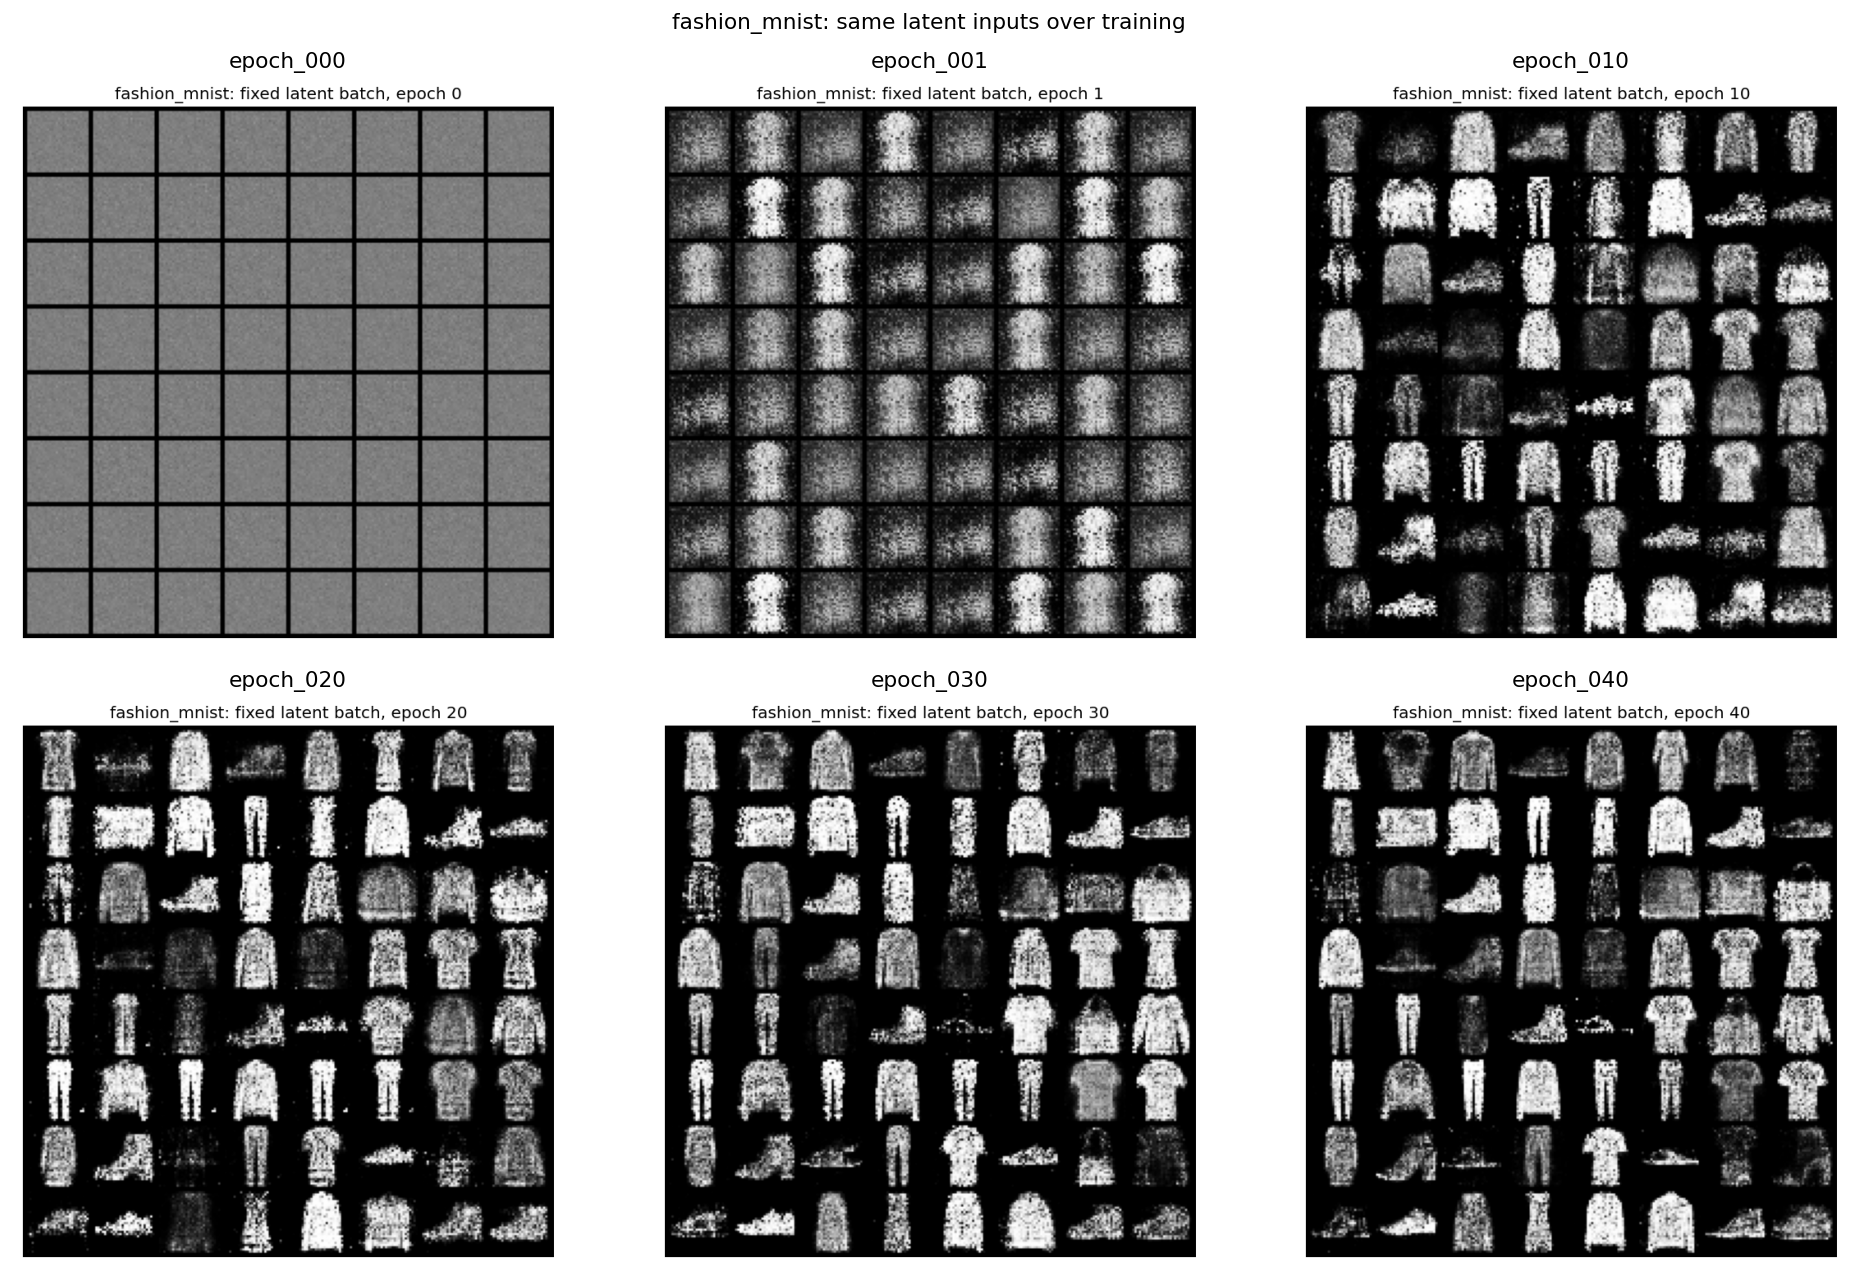 fashion_mnist: same latent inputs over training
epoch_000
epoch_001
epoch_010
fashion_mnist: fixed latent batch, epoch 0
fashion_mnist: fixed latent batch, epoch 1
fashion_mnist: fixed latent batch, epoch 10
epoch_020
epoch_030
epoch_040
fashion_mnist: fixed latent batch, epoch 20
fashion_mnist: fixed latent batch, epoch 30
fashion_mnist: fixed latent batch, epoch 40